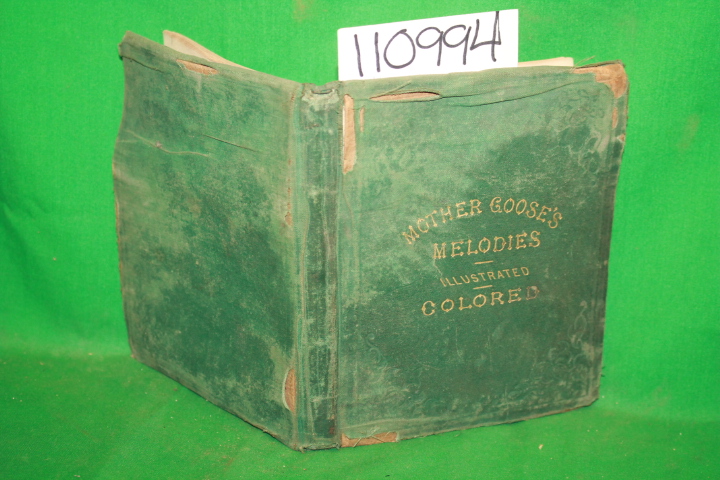 110994
MOTHER GOOSE'S
MELODIES
ILLUSTRATED
COLORED